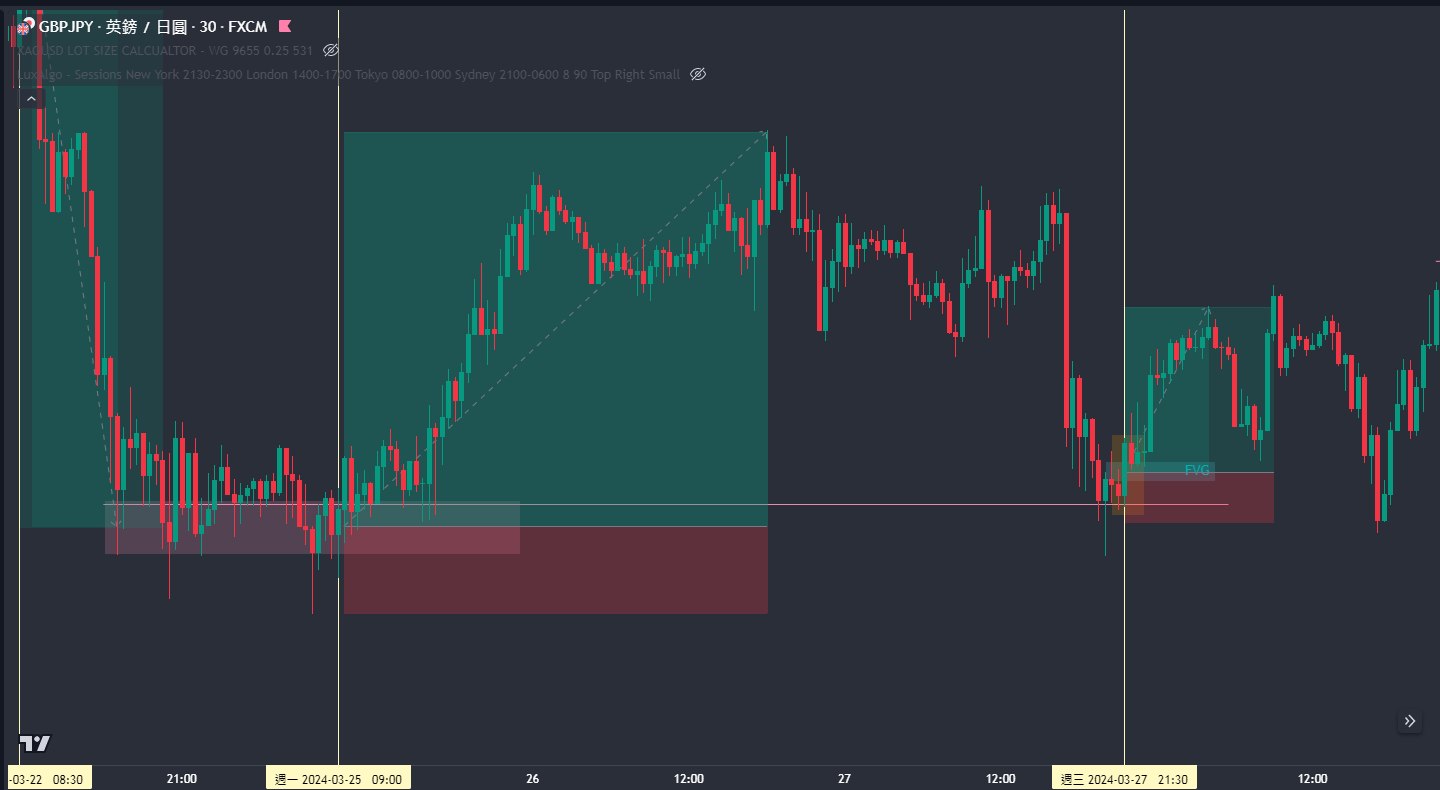 GBPJPY · 英鎊 / 日圓 · 30 · FXCM
XAOUSD LOT SIZE CALCUALTOR - WG 9655 0.25 531
LuxAlgo - Sessions New York 2130-2300 London 1400-1700 Tokyo 0800-1000 Sydney 2100-0600 8 90 Top Right Small
FVG
-03-22 08:30
21:00
週一 2024-03-25 09:00
26
12:00
27
12:00
週三 2024-03-27 21:30
12:00